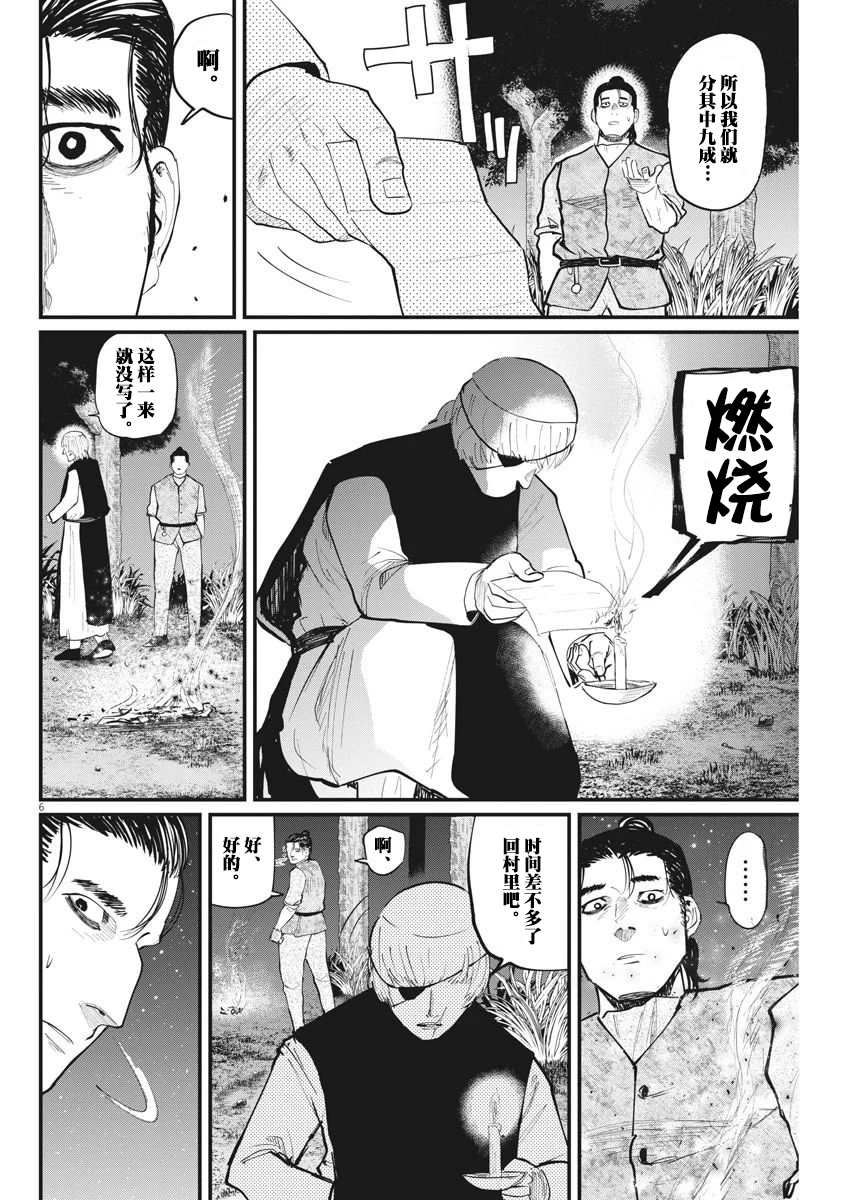 所以我们就
分其中九成…
啊。
燃
烧
这样一来
就没写了。
6
……
时间差不多了
回村里吧。
啊、
好、
好的。